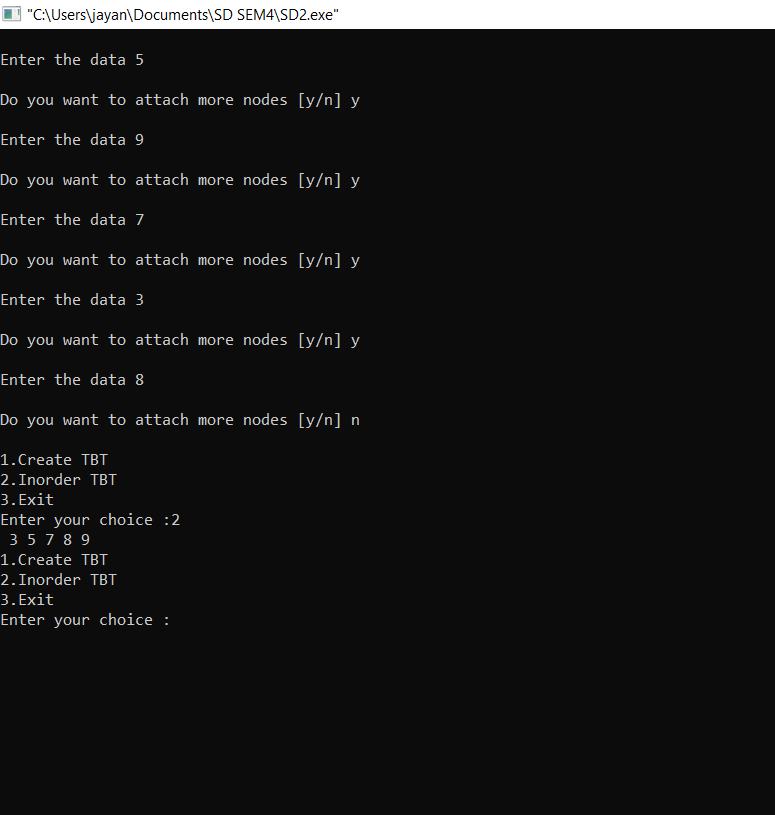 "C:\Users\jayan\Documents\SD SEM4\SD2.exe"
Enter the data 5
Do you want to attach more nodes [y/n] y
Enter the data 9
Do you want to attach more nodes [y/n] y
Enter the data 7
Do you want to attach more nodes [y/n] y
Enter the data 3
Do you want to attach more nodes [y/n] y
Enter the data 8
Do you want to attach more nodes [y/n] n
1.Create TBT
2.Inorder TBT
3.Exit
Enter your choice :2
 3 5 7 8 9
1.Create TBT
2.Inorder TBT
3.Exit
Enter your choice :